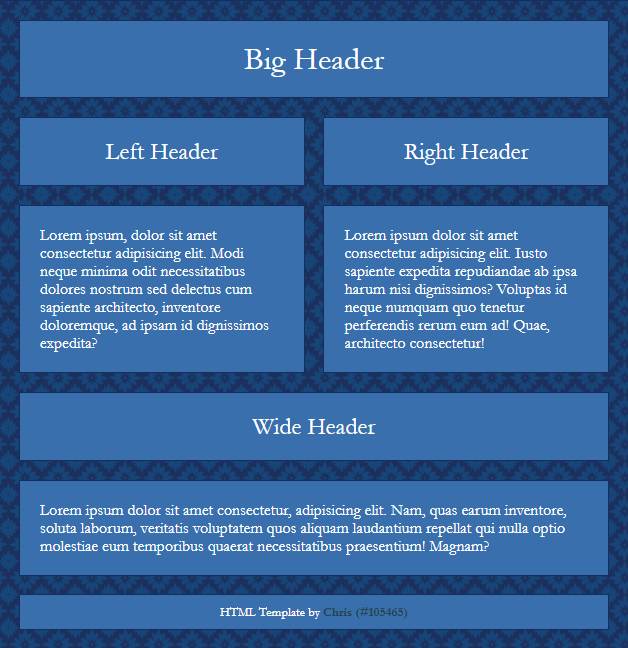 Big Header
Left Header
Right Header
Lorem ipsum, dolor sit amet
consectetur adipisicing elit. Modi
neque minima odit necessitatibus
dolores nostrum sed delectus cum
sapiente architecto, inventore
doloremque, ad ipsam id dignissimos
expedita?
Lorem ipsum dolor sit amet
consectetur adipisicing elit. Iusto
sapiente expedita repudiandae ab ipsa
harum nisi dignissimos? Voluptas id
neque numquam quo tenetur
perferendis rerum eum ad! Quae,
architecto consectetur!
Wide Header
Lorem ipsum dolor sit amet consectetur, adipisicing elit. Nam, quas earum inventore,
soluta laborum, veritatis voluptatem quos aliquam laudantium repellat qui nulla optio
molestiae eum temporibus quaerat necessitatibus praesentium! Magnam?
HTML Template by Chris (#105465)